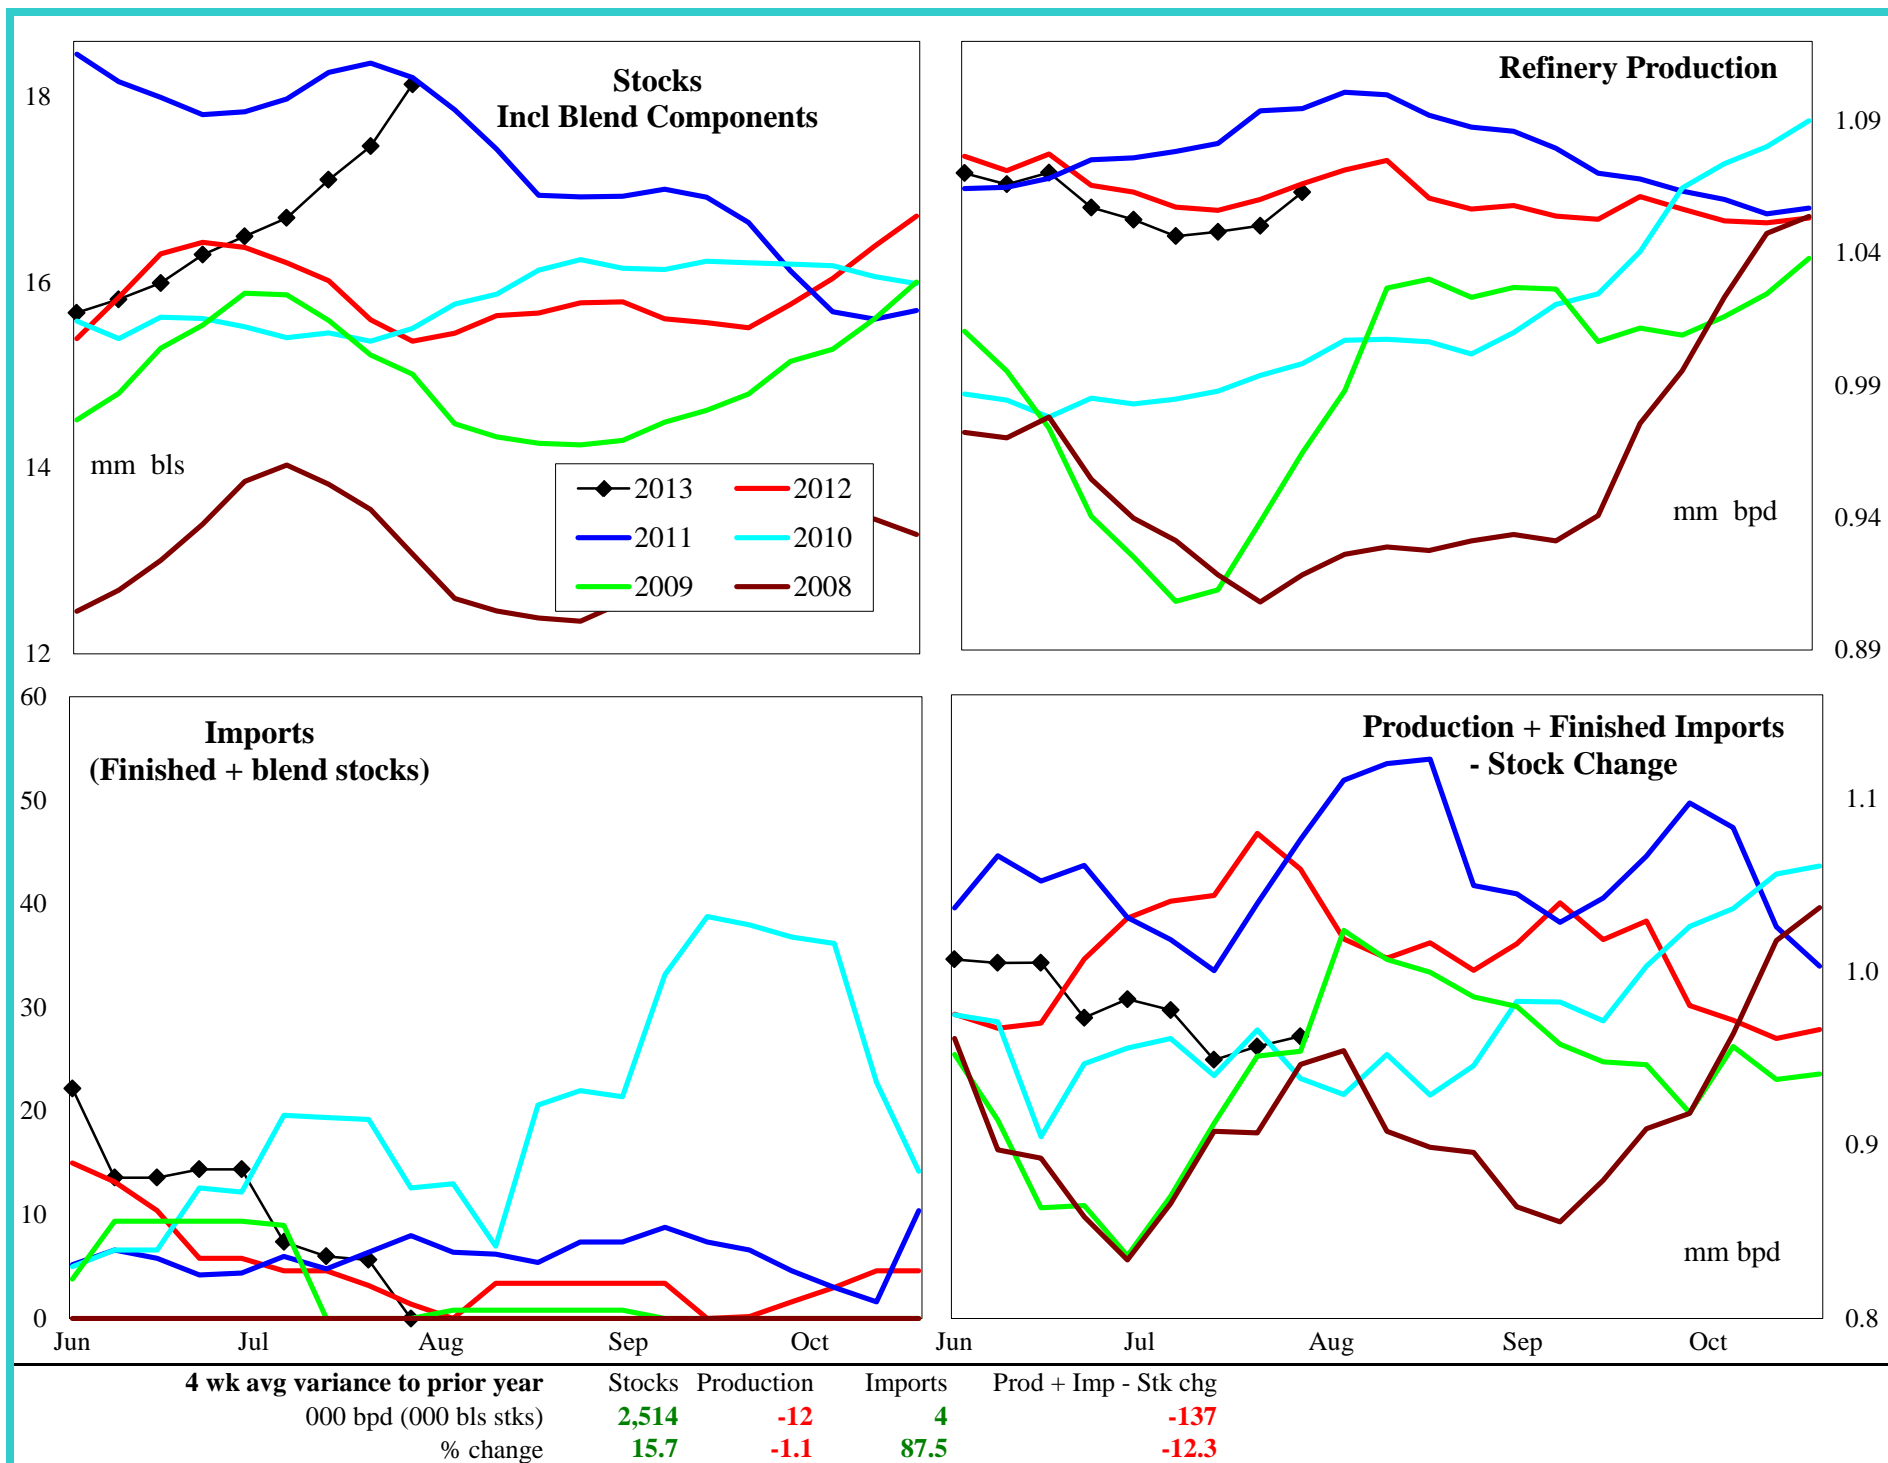 Stocks
Incl Blend Components
18
16
14
12
mm bls
2013
2012
2011
2010
2009
2008
Refinery Production
1.09
1.04
0.99
0.94
0.89
mm bpd
Imports
(Finished + blend stocks)
60
50
40
30
20
10
0
Jun Jul Aug Sep Oct
Production + Finished Imports
- Stock Change
1.1
1.0
0.9
0.8
mm bpd
Jun Jul Aug Sep Oct
4 wk avg variance to prior year Stocks Production Imports Prod + Imp - Stk chg
000 bpd (000 bls stks) 2,514 -12 4 -137
% change 15.7 -1.1 87.5 -12.3